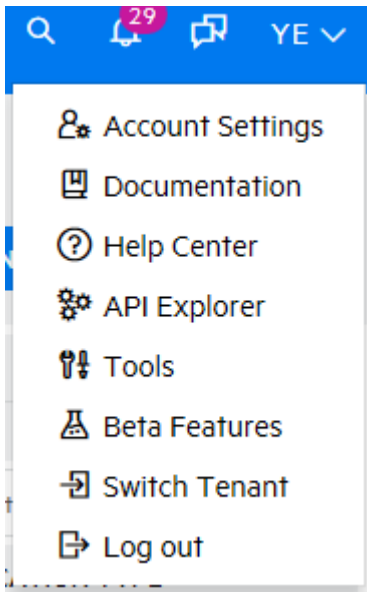 29
YE
Account Settings
Documentation
Help Center
API Explorer
Tools
Beta Features
Switch Tenant
Log out